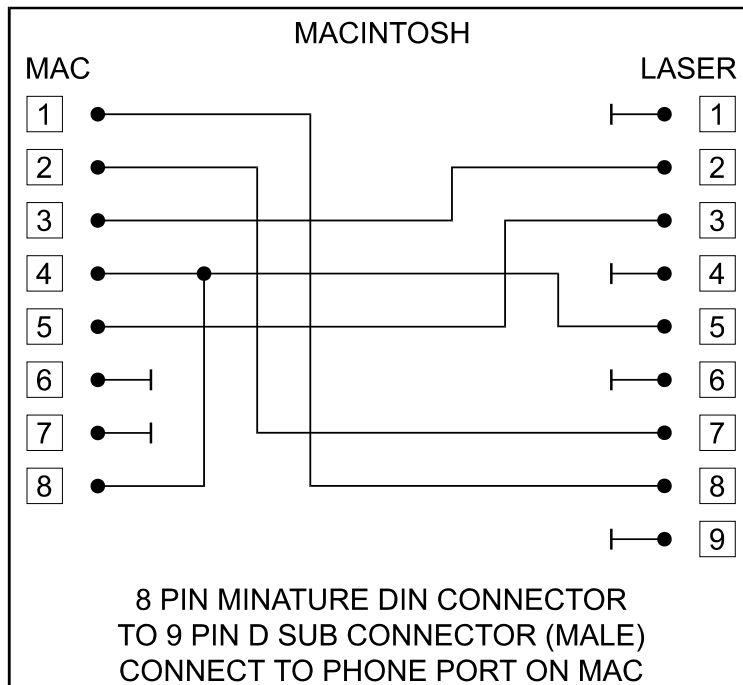 MACINTOSH
MAC LASER
1 1
2 2
3 3
4 4
5 5
6 6
7 7
8 8
9
8 PIN MINATURE DIN CONNECTOR
TO 9 PIN D SUB CONNECTOR (MALE)
CONNECT TO PHONE PORT ON MAC